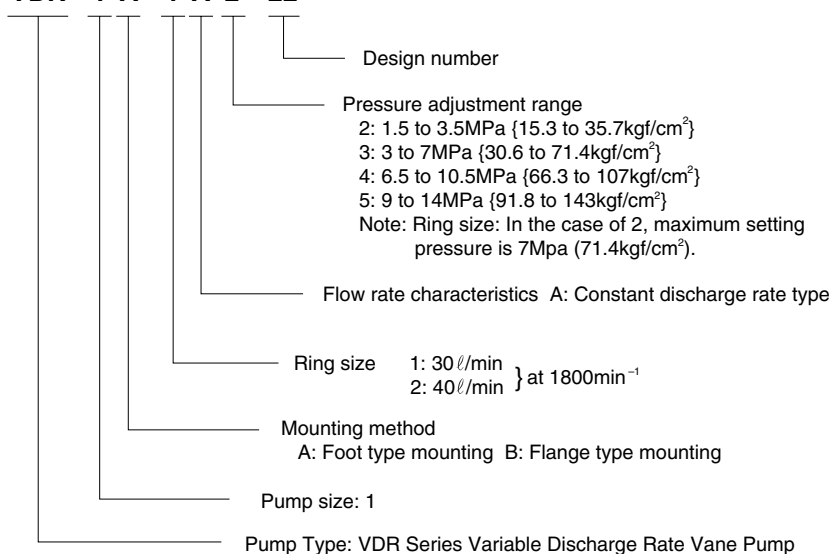 Design number
Pressure adjustment range
2: 1.5 to 3.5MPa {15.3 to 35.7kgf/cm²}
3: 3 to 7MPa {30.6 to 71.4kgf/cm²}
4: 6.5 to 10.5MPa {66.3 to 107kgf/cm²}
5: 9 to 14MPa {91.8 to 143kgf/cm²}
Note: Ring size: In the case of 2, maximum setting
pressure is 7Mpa (71.4kgf/cm²).
Flow rate characteristics A: Constant discharge rate type
Ring size 1: 30ℓ/min
2: 40ℓ/min } at 1800min⁻¹
Mounting method
A: Foot type mounting B: Flange type mounting
Pump size: 1
Pump Type: VDR Series Variable Discharge Rate Vane Pump